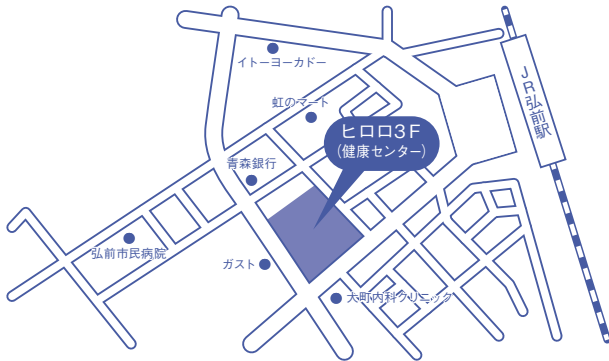 イトーヨーカドー
JR弘前駅
虹のマート
ヒロロ3F
(健康センター)
青森銀行
弘前市民病院
ガスト
大町内科クリニック